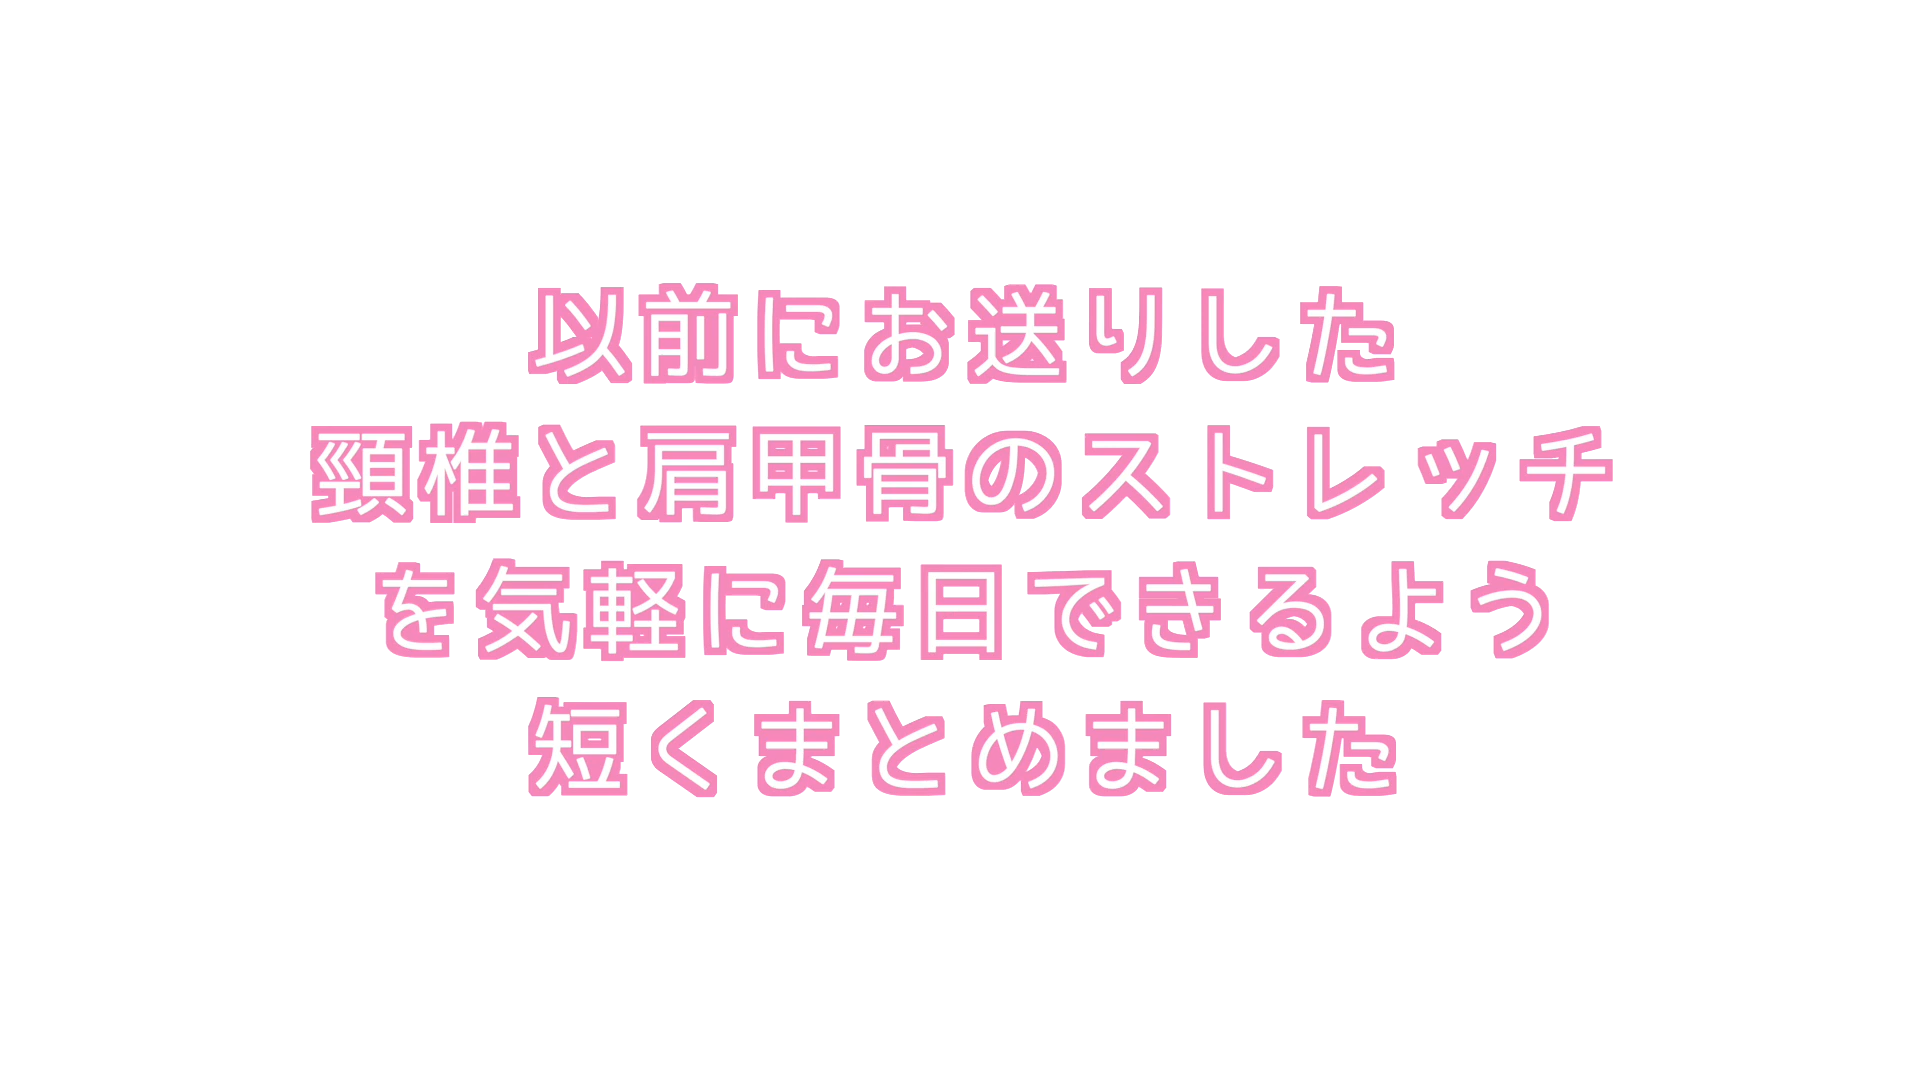 以前にお送りした
頸椎と肩甲骨のストレッチ
を気軽に毎日できるよう
短くまとめました